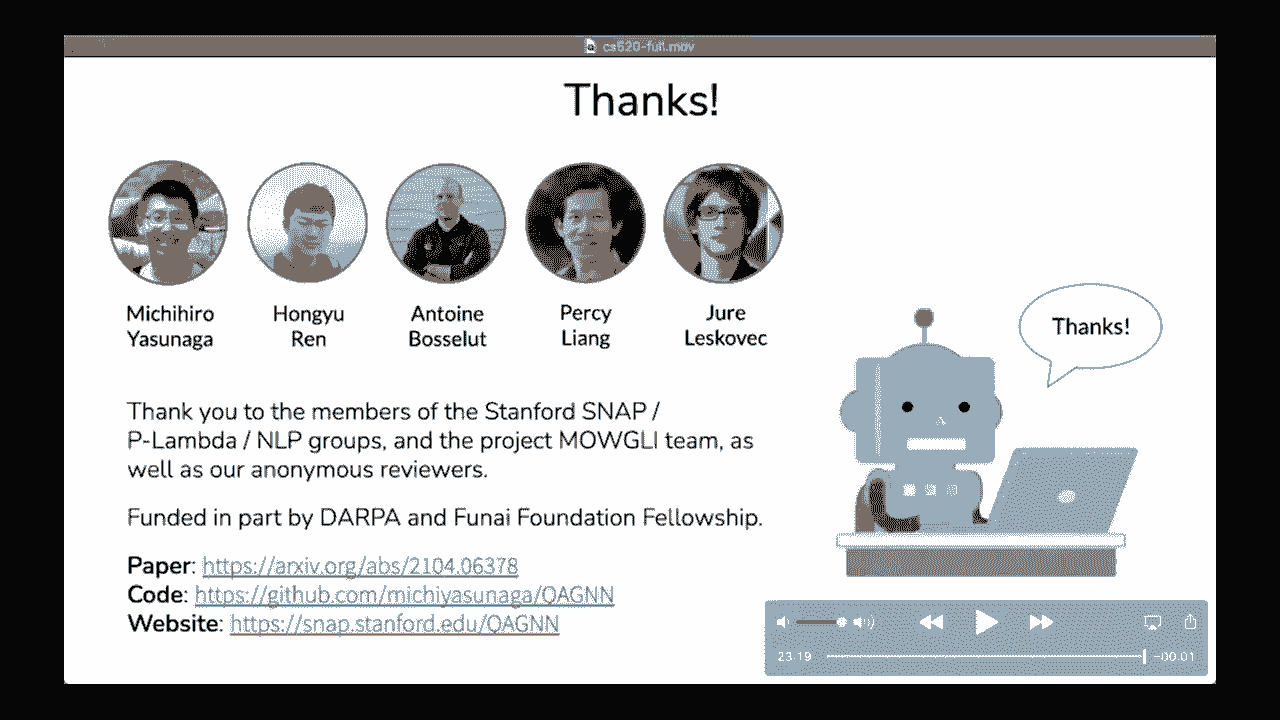 cs520-full.mov
Thanks!
Michihiro
Yasunaga
Hongyu
Ren
Antoine
Bosselut
Percy
Liang
Jure
Leskovec
Thanks!
Thank you to the members of the Stanford SNAP /
P-Lambda / NLP groups, and the project MOWGLI team, as
well as our anonymous reviewers.
Funded in part by DARPA and Funai Foundation Fellowship.
Paper: https://arxiv.org/abs/2104.06378
Code: https://github.com/michiyasunaga/QAGNN
Website: https://snap.stanford.edu/QAGNN
23:19
-00:01